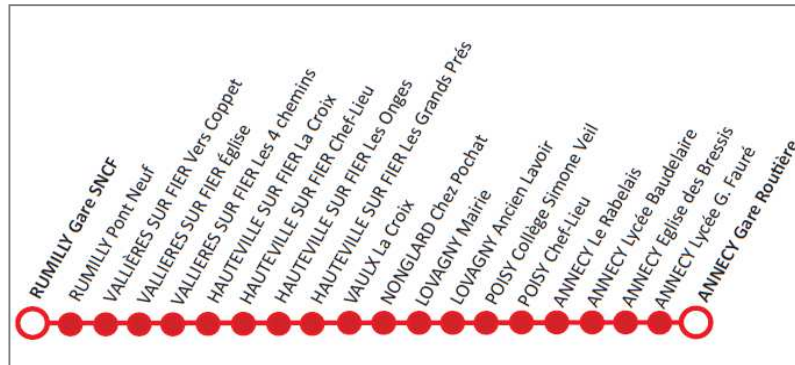 RUMILLY Gare SNCF
RUMILLY Pont Neuf
VALLIÈRES SUR FIER Vers Coppet
VALLIERES SUR FIER Église
VALLIERES SUR FIER Les 4 chemins
HAUTEVILLE SUR FIER La Croix
HAUTEVILLE SUR FIER Chef-Lieu
HAUTEVILLE SUR FIER Les Onges
HAUTEVILLE SUR FIER Les Grands Prés
VAULX La Croix
NONGLARD Chez Pochat
LOVAGNY Mairie
LOVAGNY Ancien Lavoir
POISY Collège Simone Veil
POISY Chef-Lieu
ANNECY Le Rabelais
ANNECY Lycée Baudelaire
ANNECY Eglise des Bressis
ANNECY Lycée G. Fauré
ANNECY Gare Routière